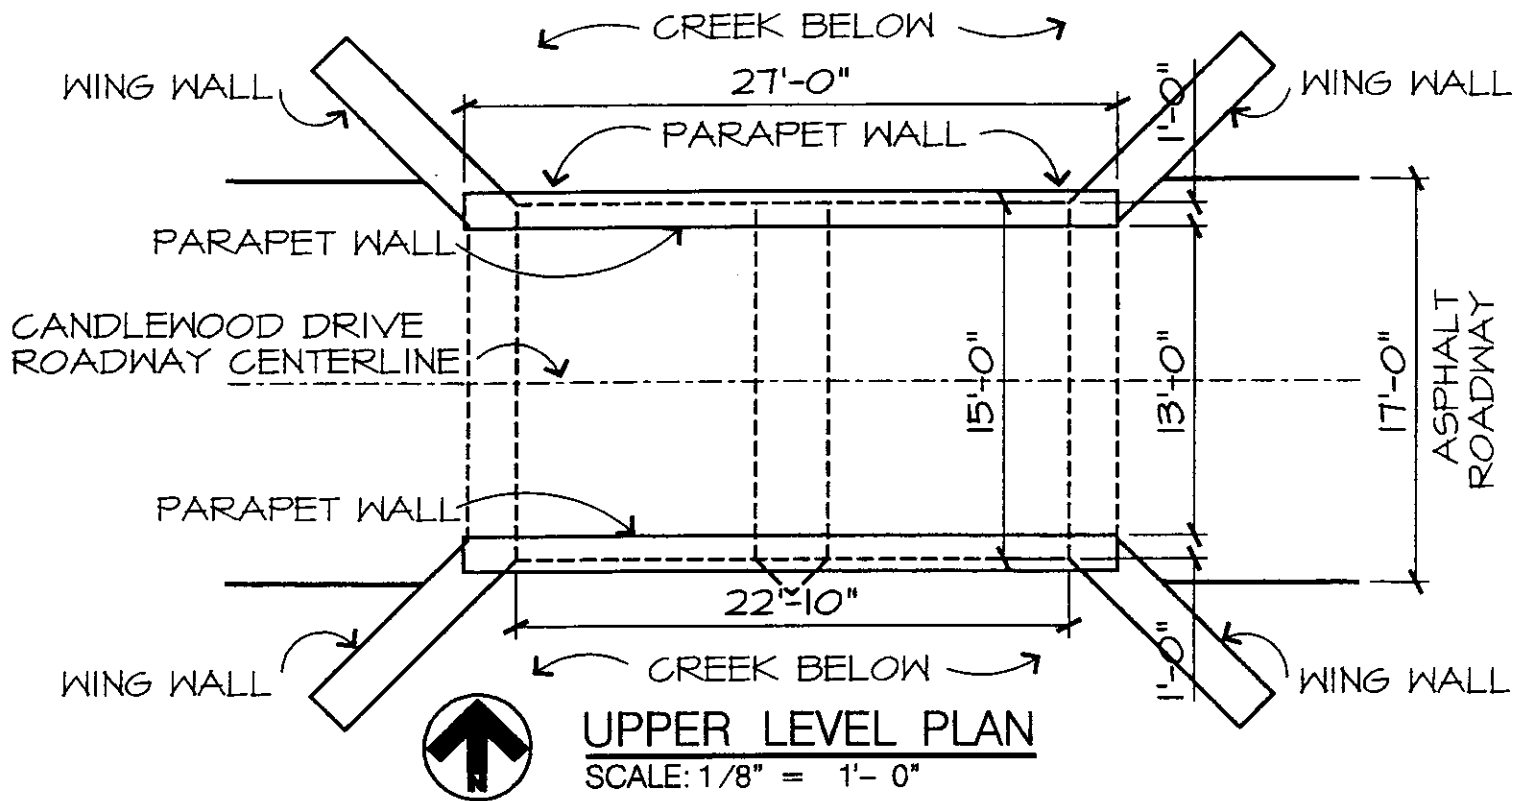 CREEK BELOW
WING WALL
27'-0"
1'-0"
WING WALL
PARAPET WALL
PARAPET WALL
CANDLEWOOD DRIVE
ROADWAY CENTERLINE
15'-0"
13'-0"
17'-0"
ASPHALT
ROADWAY
PARAPET WALL
22'-10"
1'-0"
WING WALL
CREEK BELOW
WING WALL
N
UPPER LEVEL PLAN
SCALE: 1/8" = 1'- 0"